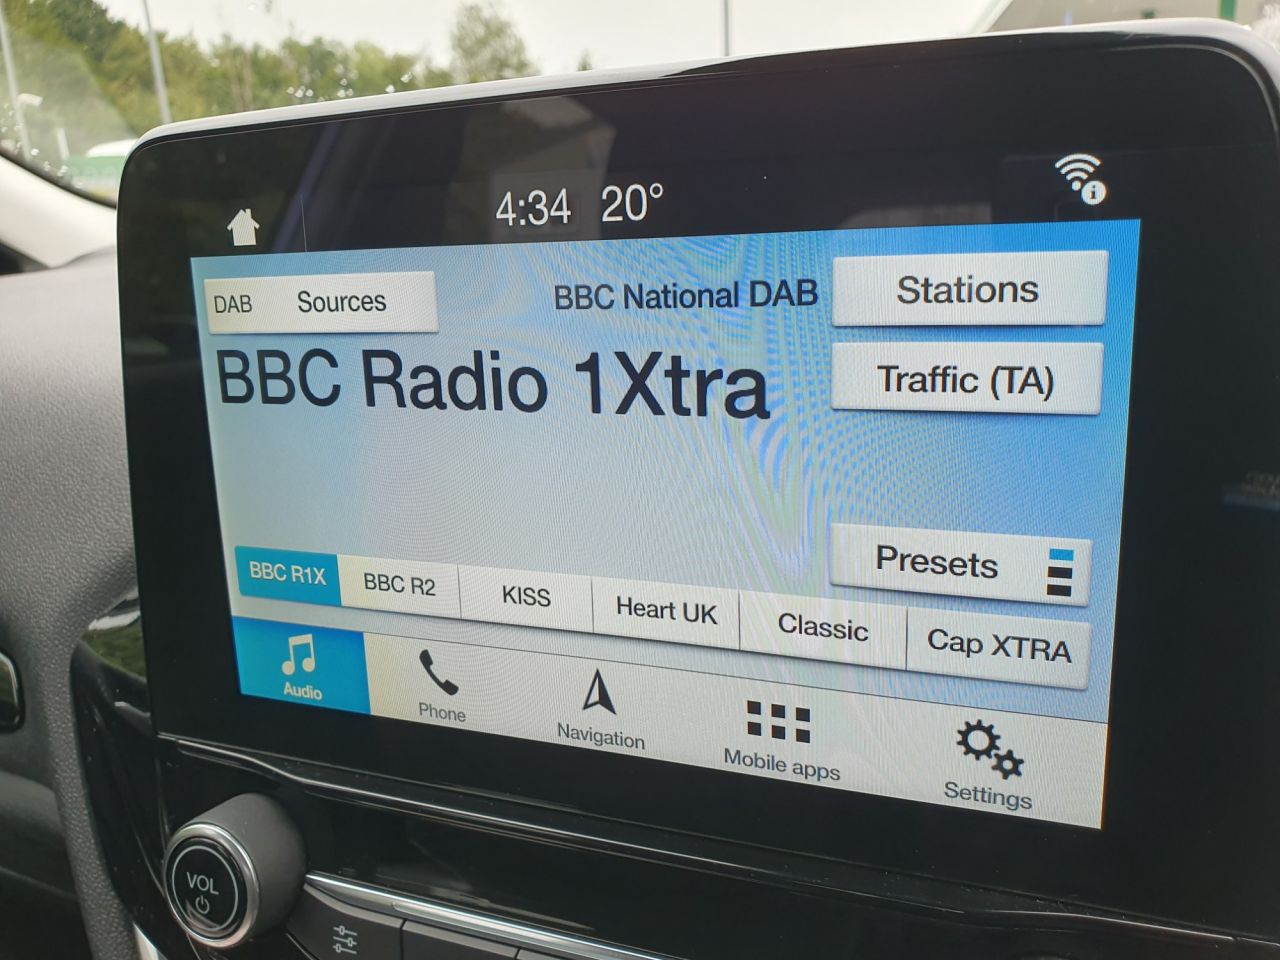 4:34 20°
DAB Sources
BBC National DAB
Stations
BBC Radio 1Xtra
Traffic (TA)
Presets
BBC R1X
BBC R2
KISS
Heart UK
Classic
Cap XTRA
Audio
Phone
Navigation
Mobile apps
Settings
VOL